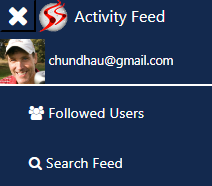 Activity Feed
chundhau@gmail.com
Followed Users
Search Feed